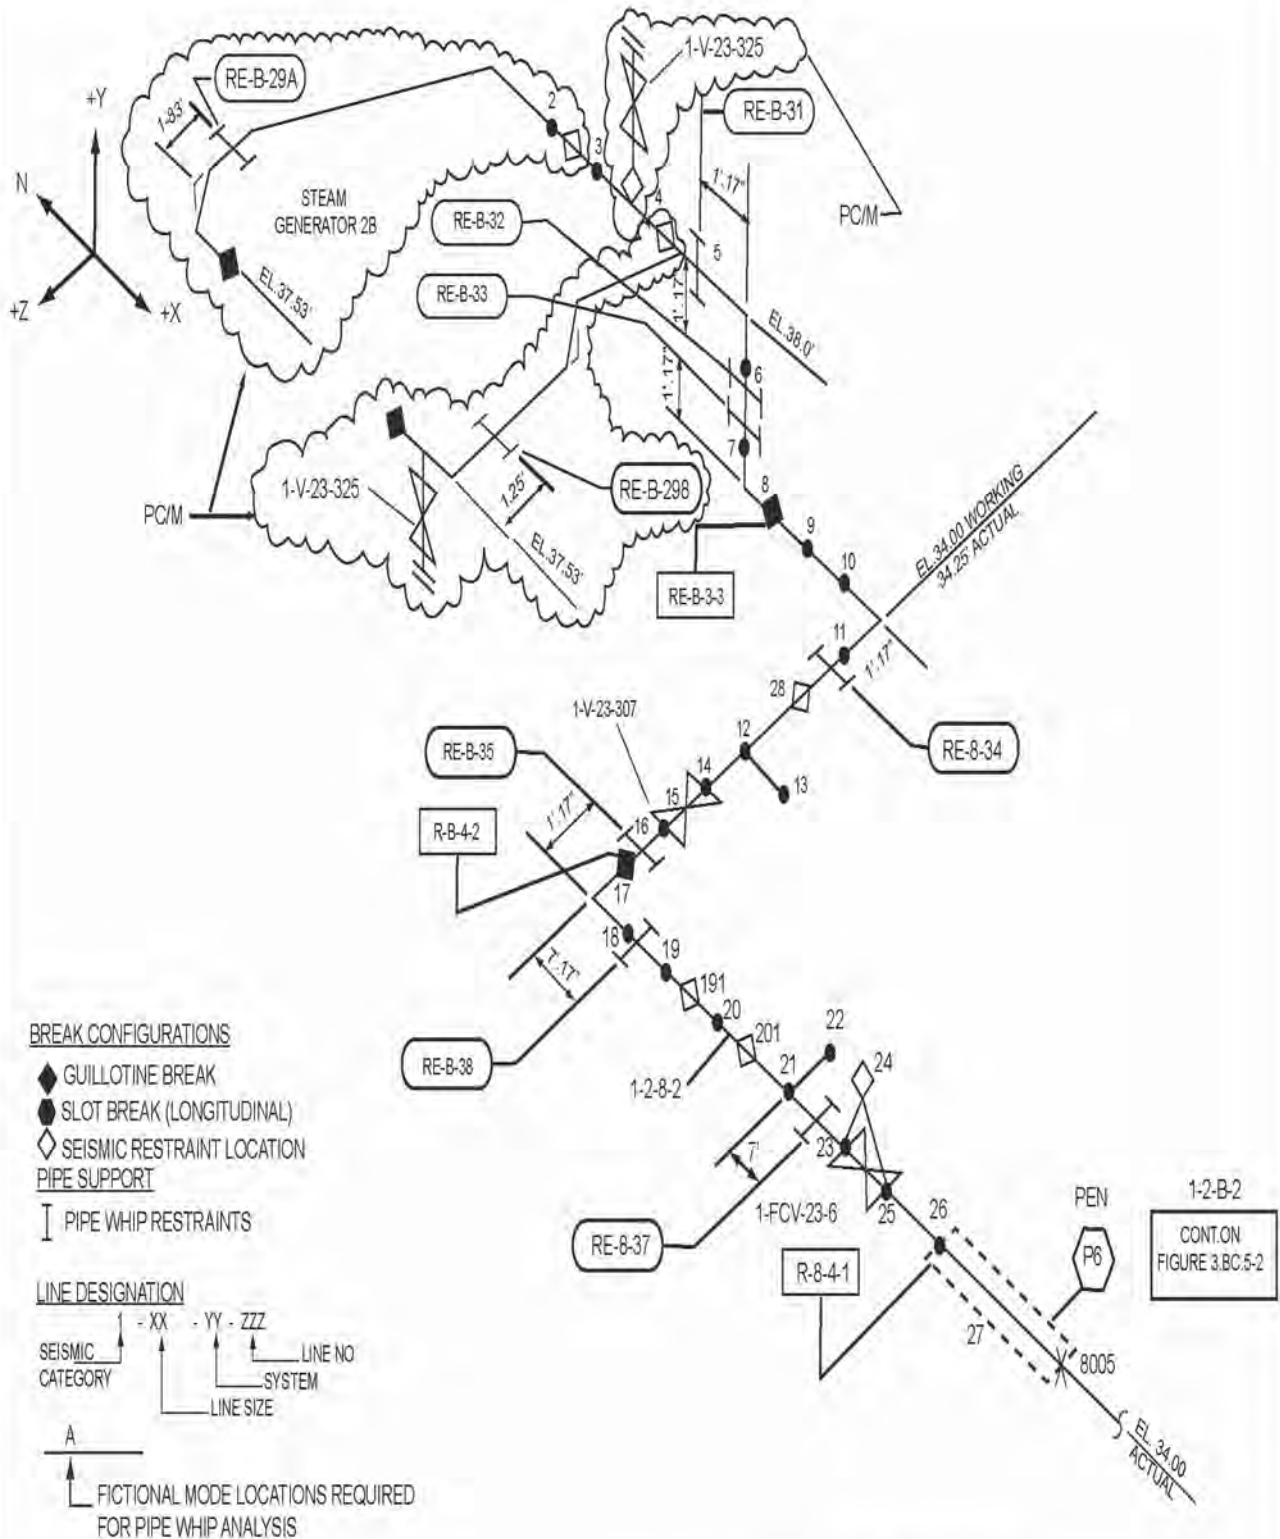 1-V-23-325
RE-B-29A
+Y
1-83'
2
RE-B-31
3
N
STEAM
GENERATOR 2B
1'.17"
4
RE-B-32
PC/M
5
EL.37.53'
RE-B-33
+Z
+X
1'.17"
EL.38.0'
6
1'.17"
7
8
1-V-23-325
1.25'
RE-B-298
PC/M
9
EL.34.00 WORKING
34.25' ACTUAL
10
EL.37.53'
RE-B-3-3
11
1'.17"
28
1-V-23-307
RE-B-35
12
RE-8-34
14
13
15
1'.17"
16
R-B-4-2
17
18
19
7'.17"
191
20
BREAK CONFIGURATIONS
22
201
RE-B-38
21
24
GUILLOTINE BREAK
1-2-8-2
SLOT BREAK (LONGITUDINAL)
SEISMIC RESTRAINT LOCATION
23
7'
PIPE SUPPORT
PEN
1-2-B-2
25
26
1-FCV-23-6
PIPE WHIP RESTRAINTS
RE-8-37
P6
CONT.ON
FIGURE 3.BC.5-2
R-8-4-1
LINE DESIGNATION
1 - XX - YY - ZZZ
27
SEISMIC
CATEGORY
LINE NO
8005
SYSTEM
LINE SIZE
A
EL. 34.00
ACTUAL
FICTIONAL MODE LOCATIONS REQUIRED
FOR PIPE WHIP ANALYSIS